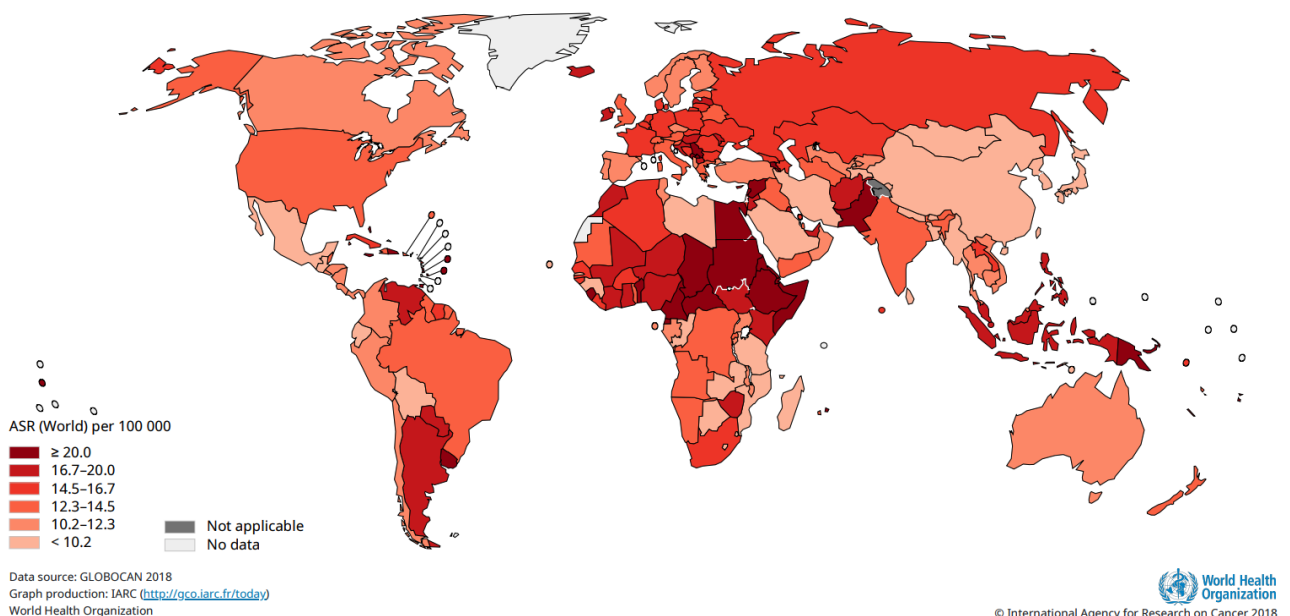 ASR (World) per 100 000
≥ 20.0
16.7–20.0
14.5–16.7
12.3–14.5
10.2–12.3
< 10.2
Not applicable
No data
Data source: GLOBOCAN 2018
Graph production: IARC (http://gco.iarc.fr/today)
World Health Organization
World Health
Organization
© International Agency for Research on Cancer 2018